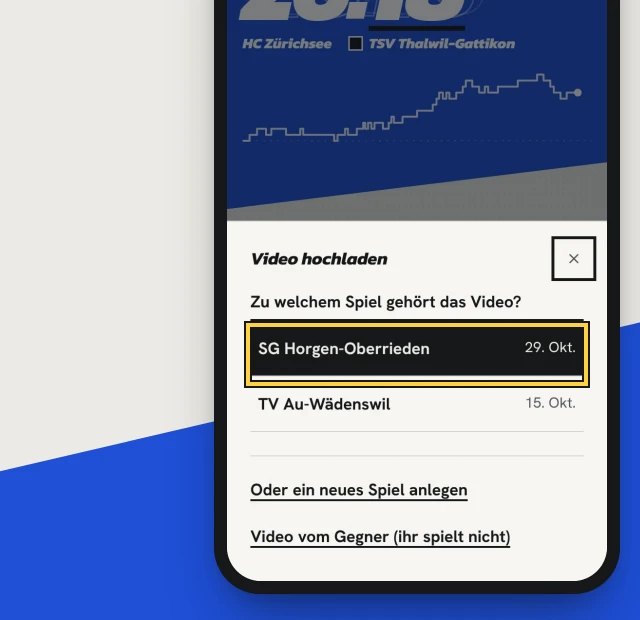 HC Zürichsee TSV Thalwil-Gattikon
Video hochladen
×
Zu welchem Spiel gehört das Video?
SG Horgen-Oberrieden 29. Okt.
TV Au-Wädenswil 15. Okt.
Oder ein neues Spiel anlegen
Video vom Gegner (ihr spielt nicht)